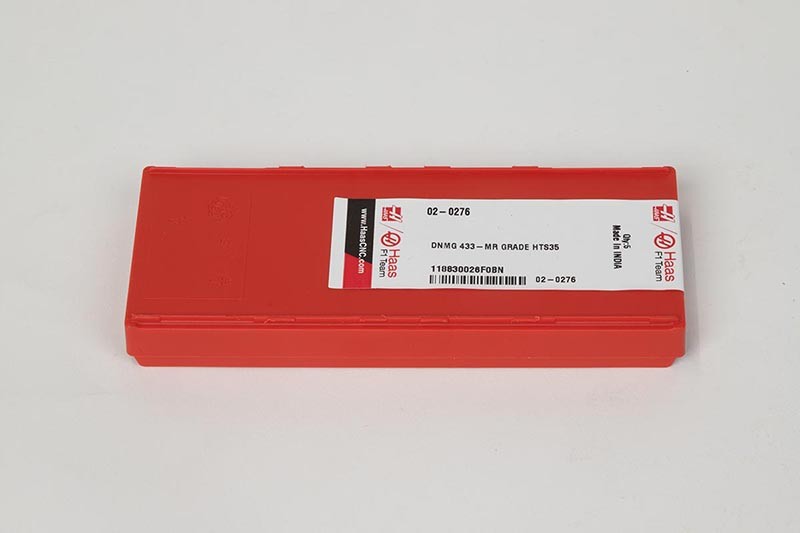 www.HaasCNC.com
Haas
F1 Team
02-0276
DNMG 433-MR GRADE HTS35
118830026F0BN
02-0276
Qty:5
Made In INDIA
Haas
F1 Team